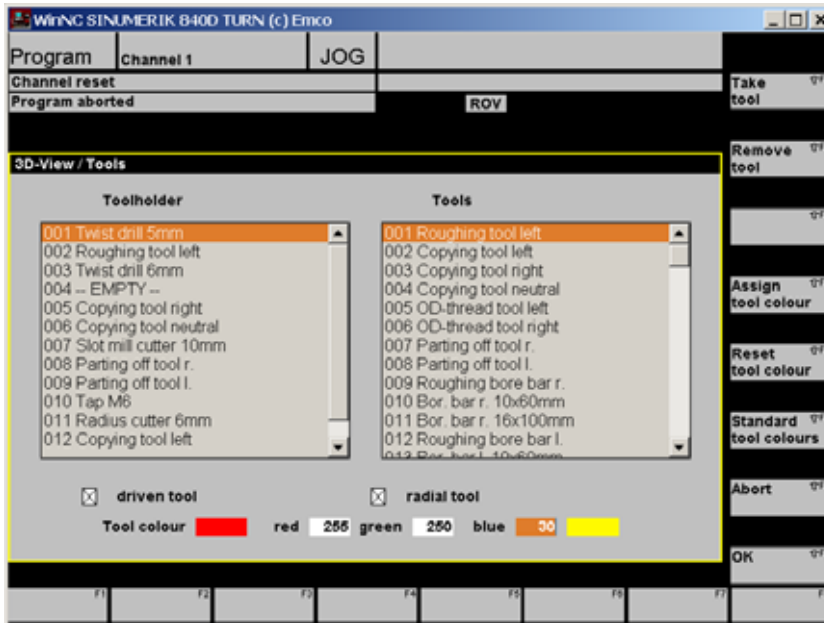 WinNC SINUMERIK 840D TURN (c) Emco
Program
Channel 1
JOG
Channel reset
Program aborted
ROV
3D-View / Tools
Toolholder
001 Twist drill 5mm
002 Roughing tool left
003 Twist drill 6mm
004 -- EMPTY --
005 Copying tool right
006 Copying tool neutral
007 Slot mill cutter 10mm
008 Parting off tool r.
009 Parting off tool l.
010 Tap M6
011 Radius cutter 6mm
012 Copying tool left
Tools
001 Roughing tool left
002 Copying tool left
003 Copying tool right
004 Copying tool neutral
005 OD-thread tool left
006 OD-thread tool right
007 Parting off tool r.
008 Parting off tool l.
009 Roughing bore bar r.
010 Bor. bar r. 10x60mm
011 Bor. bar r. 16x100mm
012 Roughing bore bar l.
013 Bor. bar l. 10x60mm
driven tool
radial tool
Tool colour red 255 green 250 blue 30
Take
tool
Remove
tool
Assign
tool colour
Reset
tool colour
Standard
tool colours
Abort
OK
F1 F2 F3 F4 F5 F6 F7